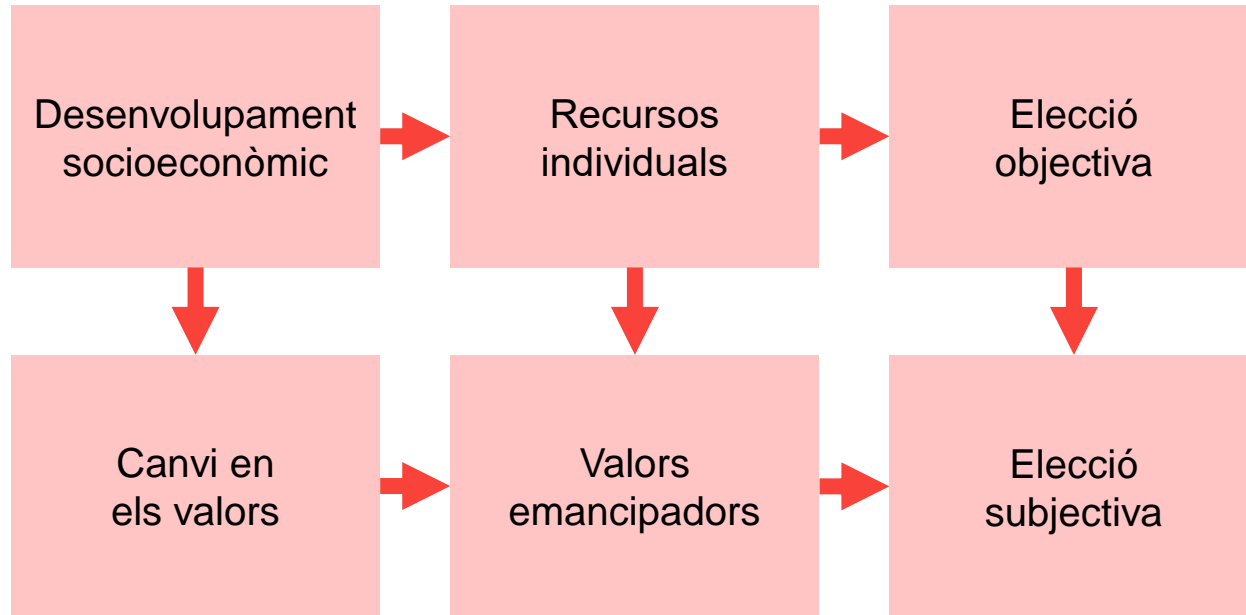 Desenvolupament
socioeconòmic
Recursos
individuals
Elecció
objectiva
Canvi en
els valors
Valors
emancipadors
Elecció
subjectiva